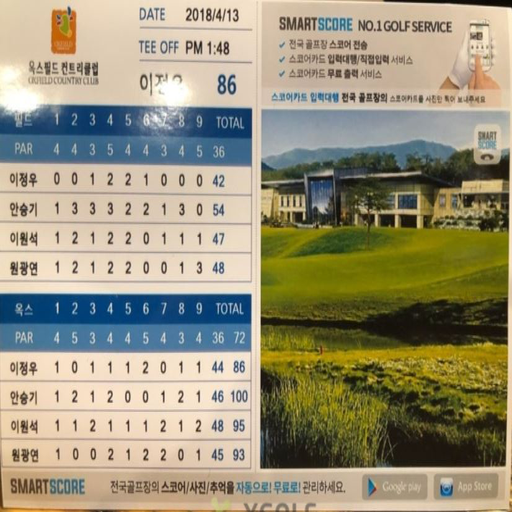 DATE 2018/4/13
TEE OFF PM 1:48
옥스필드 컨트리클럽
OXFIELD COUNTRY CLUB
86
필드 1 2 3 4 5 6 7 8 9 TOTAL
PAR 4 4 3 5 4 4 3 4 5 36
이정우 0 0 1 2 2 1 0 0 0 42
안승기 1 3 3 3 2 2 1 3 0 54
이원석 1 2 1 2 2 0 1 1 1 47
원광연 1 2 1 2 2 0 0 1 3 48
옥스 1 2 3 4 5 6 7 8 9 TOTAL
PAR 4 5 3 4 4 5 3 4 4 36 72
이정우 1 0 1 1 1 2 0 1 1 44 86
안승기 1 2 1 2 0 0 1 2 1 46 100
이원석 1 1 2 1 1 1 2 1 2 48 95
원광연 1 0 0 2 1 2 2 0 1 45 93
SMARTSCORE NO.1 GOLF SERVICE
✓ 전국 골프장 스코어 전송
✓ 스코어카드 입력대행/직접입력 서비스
✓ 스코어카드 무료 출력 서비스
스코어카드 입력대행 전국 골프장의 스코어카드를 사진만 찍어 보내주세요
SMART SCORE
SMARTSCORE 전국골프장의 스코어/사진/추억을 자동으로! 무료로! 관리하세요. Google play App Store
XGOLF